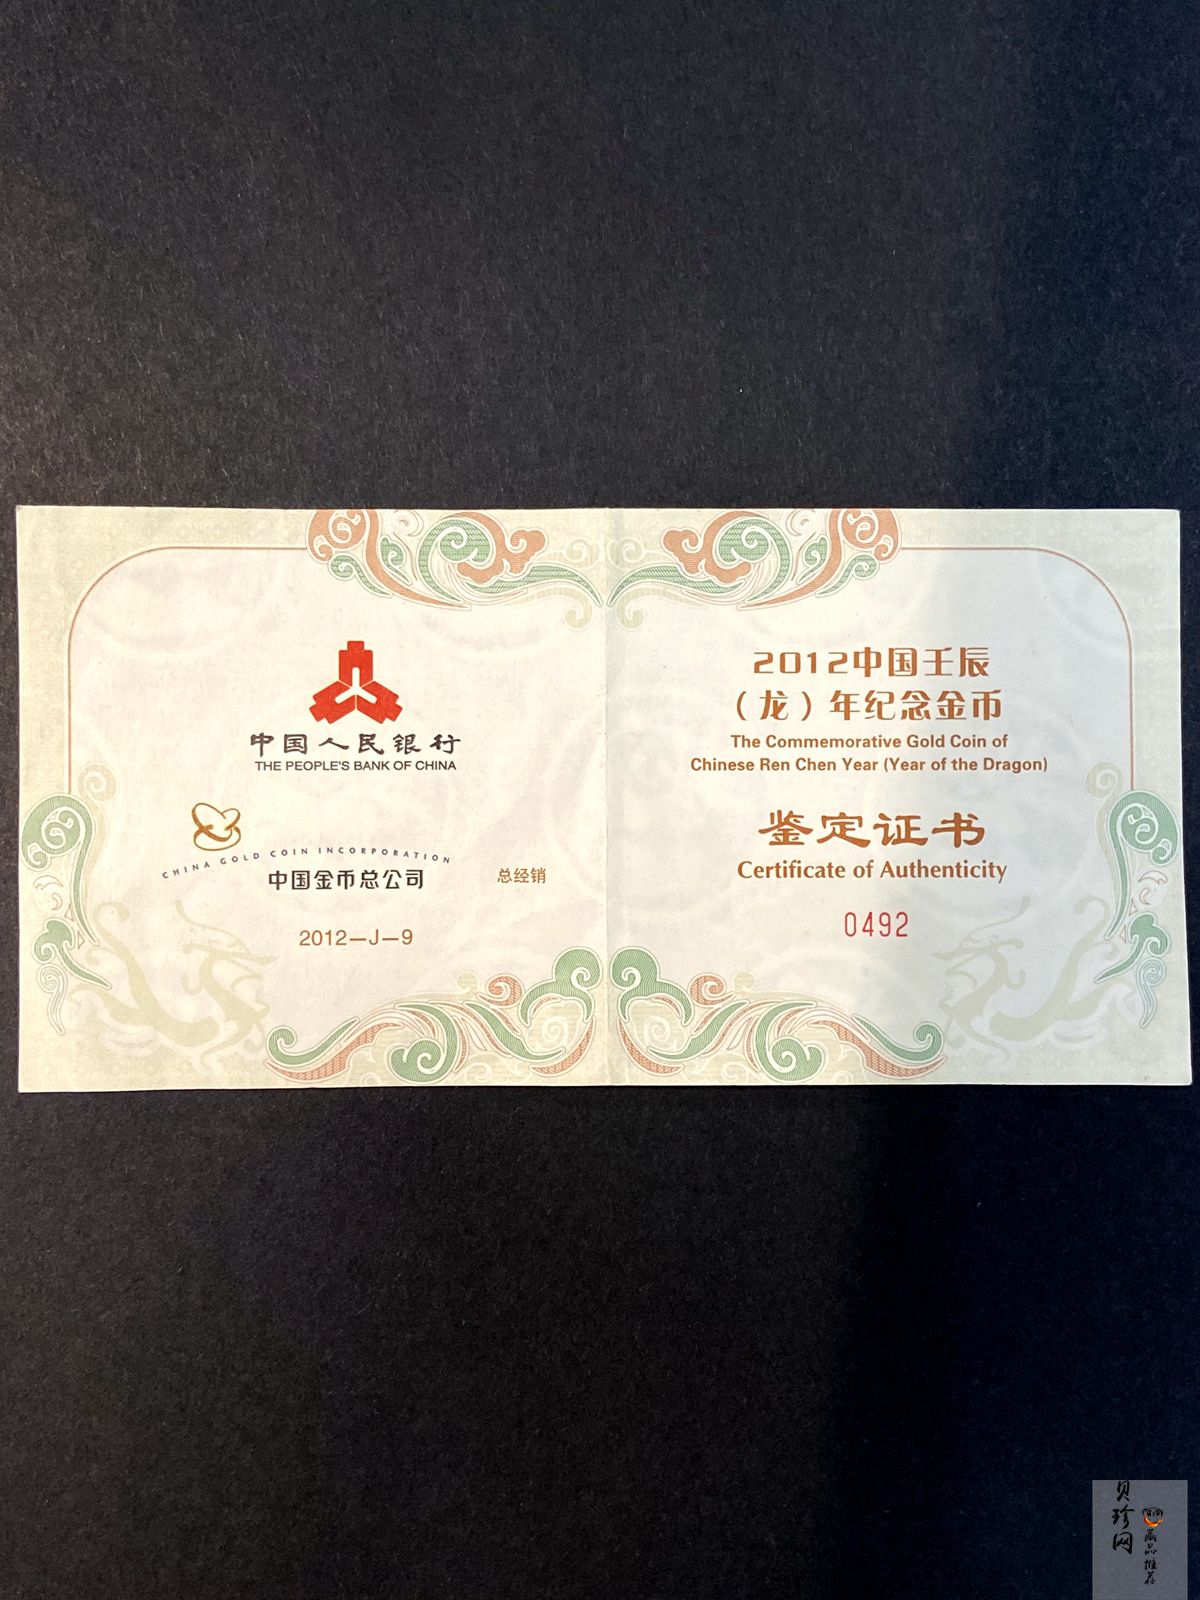 中国人民银行
THE PEOPLE'S BANK OF CHINA
CHINA GOLD COIN INCORPORATION
中国金币总公司
总经销
2012—J—9
2012中国壬辰
（龙）年纪念金币
The Commemorative Gold Coin of
Chinese Ren Chen Year (Year of the Dragon)
鉴定证书
Certificate of Authenticity
0492
贝珍网
藏品推荐